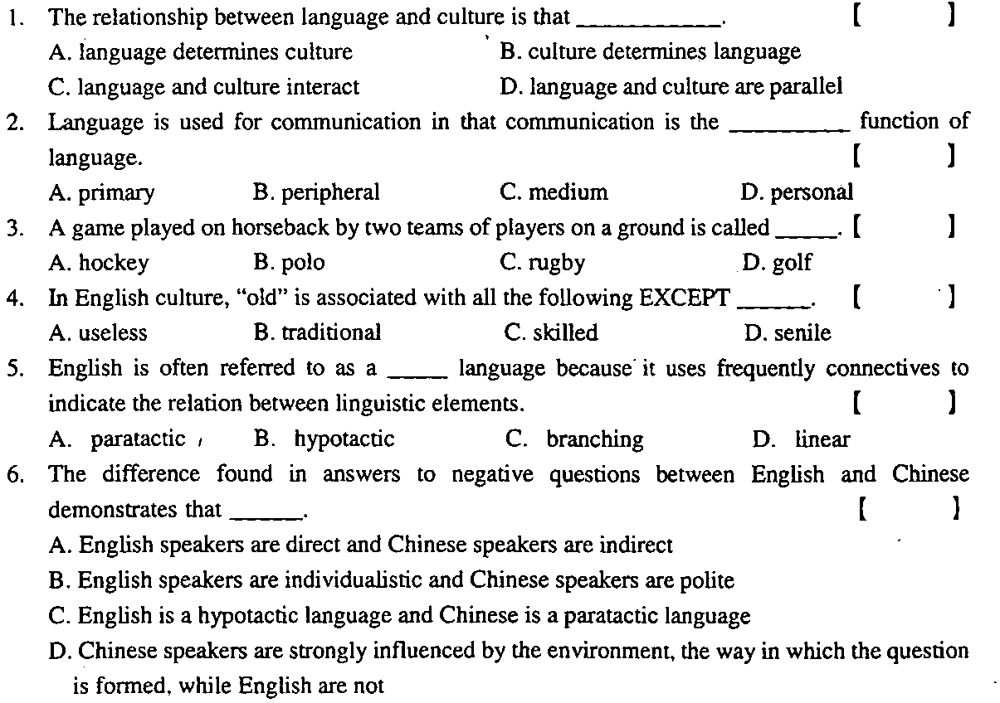 1. The relationship between language and culture is that ____________. [ ]
A. language determines culture B. culture determines language
C. language and culture interact D. language and culture are parallel
2. Language is used for communication in that communication is the __________ function of
language. [ ]
A. primary B. peripheral C. medium D. personal
3. A game played on horseback by two teams of players on a ground is called _____. [ ]
A. hockey B. polo C. rugby D. golf
4. In English culture, “old” is associated with all the following EXCEPT ______. [ ]
A. useless B. traditional C. skilled D. senile
5. English is often referred to as a _____ language because it uses frequently connectives to
indicate the relation between linguistic elements. [ ]
A. paratactic B. hypotactic C. branching D. linear
6. The difference found in answers to negative questions between English and Chinese
demonstrates that ______. [ ]
A. English speakers are direct and Chinese speakers are indirect
B. English speakers are individualistic and Chinese speakers are polite
C. English is a hypotactic language and Chinese is a paratactic language
D. Chinese speakers are strongly influenced by the environment, the way in which the question
is formed, while English are not